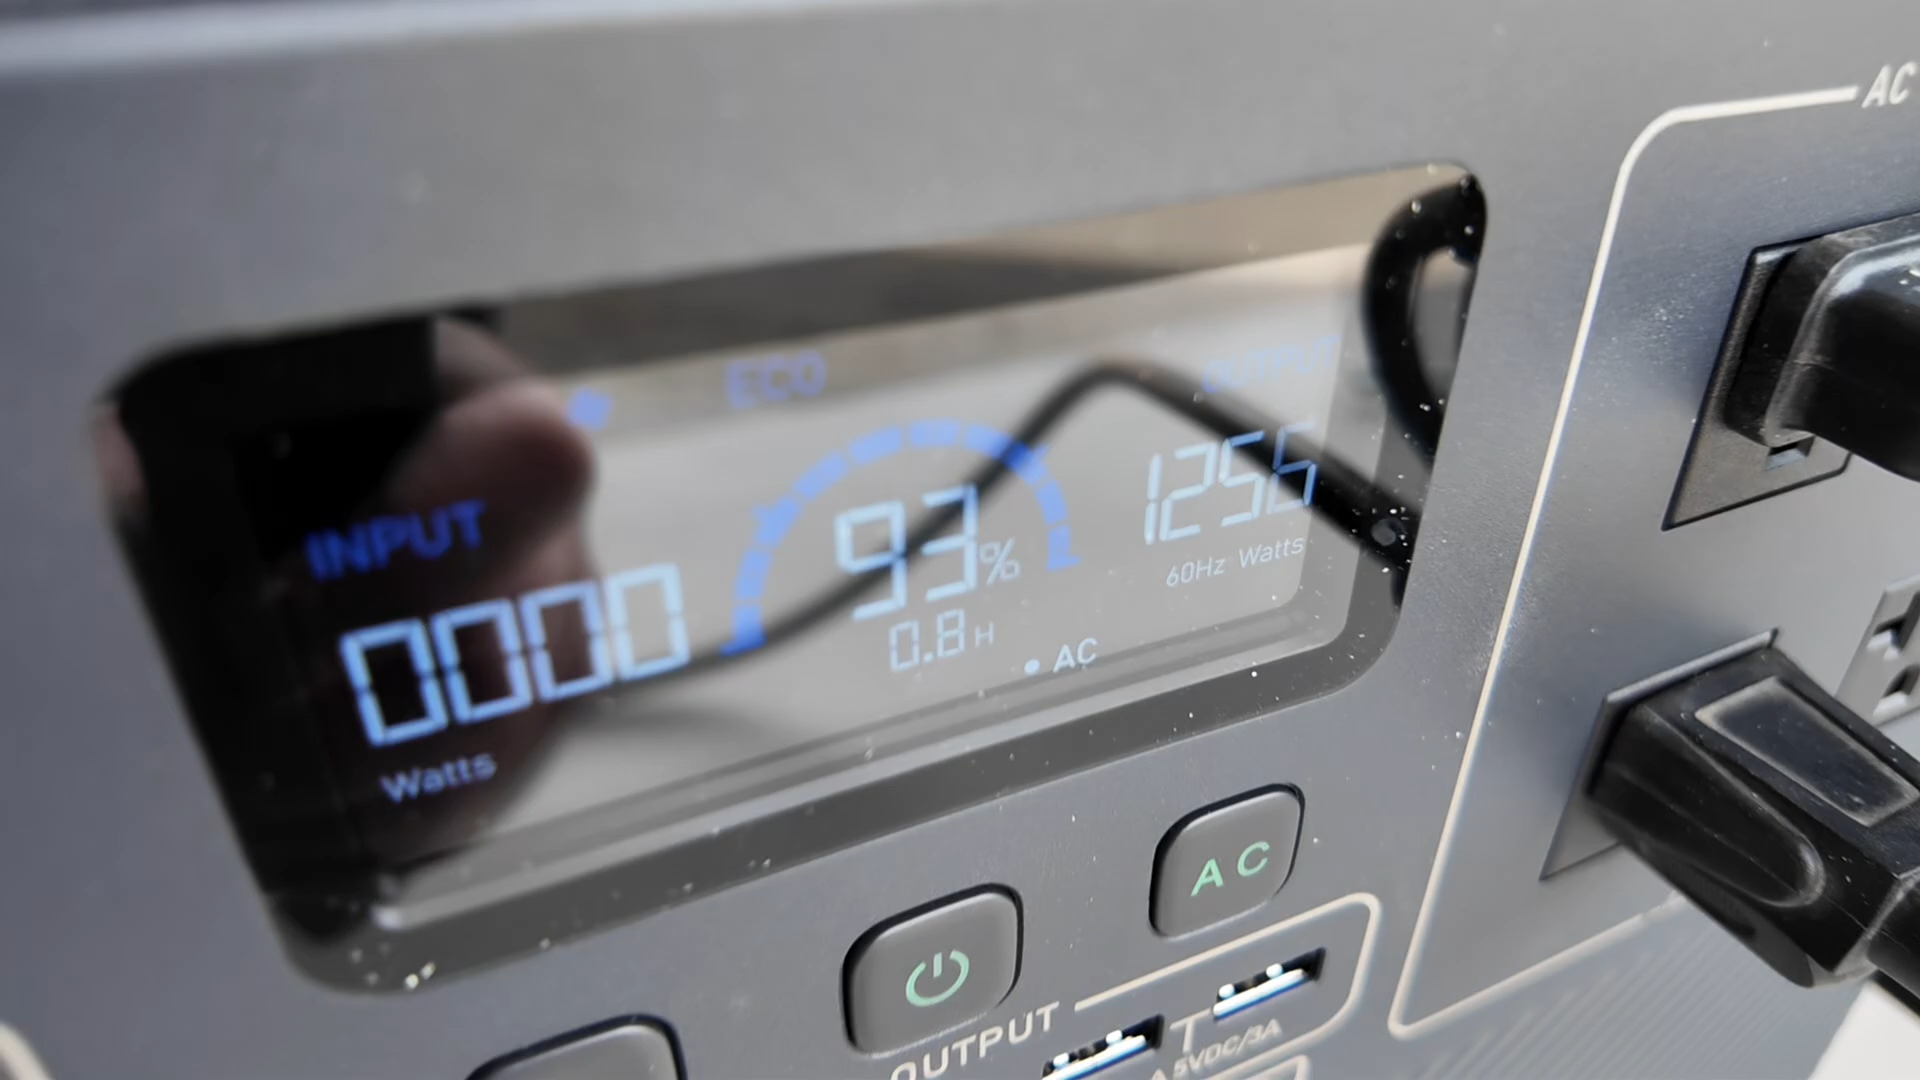 AC
ECO
OUTPUT
INPUT
93%
1256
60Hz Watts
0000
0.8H
• AC
Watts
AC
OUTPUT
5VDC/3A